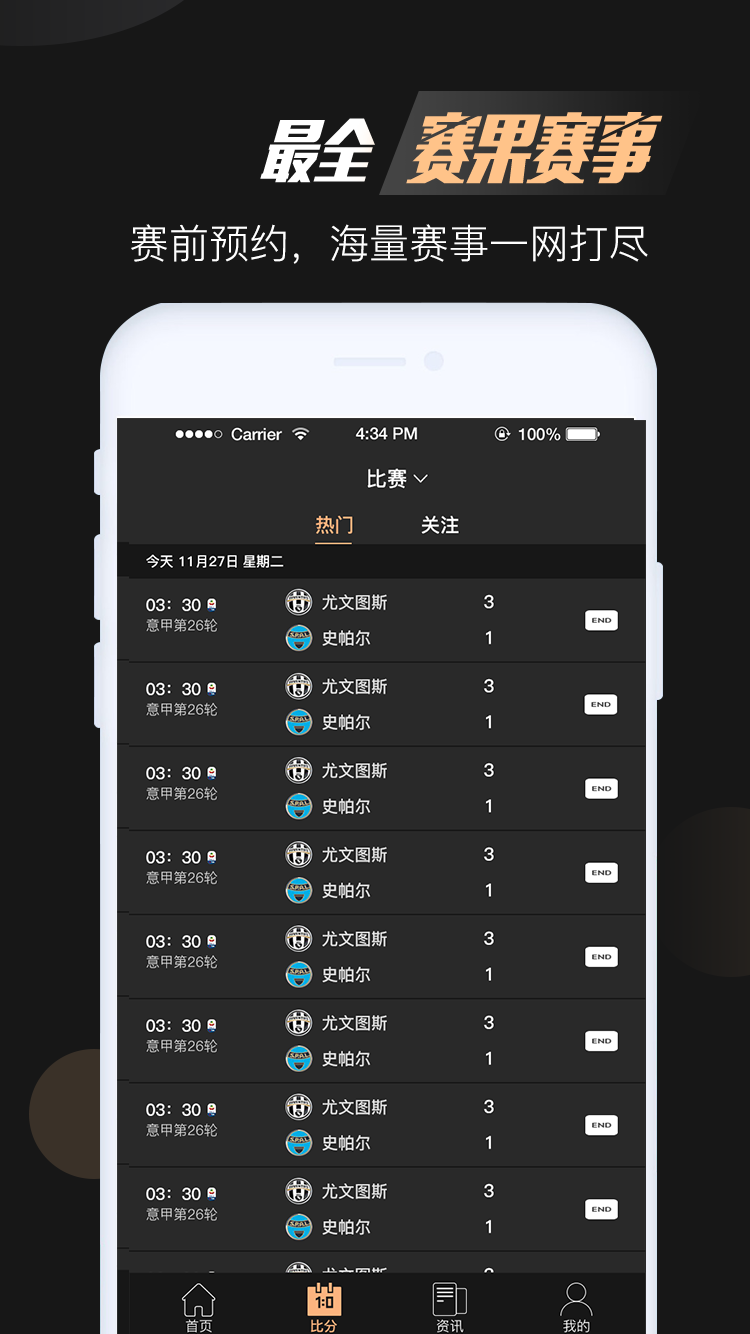 最全 赛果赛事
赛前预约，海量赛事一网打尽
Carrier 4:34 PM 100%
比赛
热门 关注
今天 11月27日 星期二
03：30 尤文图斯 3
意甲第26轮 史帕尔 1 END
03：30 尤文图斯 3
意甲第26轮 史帕尔 1 END
03：30 尤文图斯 3
意甲第26轮 史帕尔 1 END
03：30 尤文图斯 3
意甲第26轮 史帕尔 1 END
03：30 尤文图斯 3
意甲第26轮 史帕尔 1 END
03：30 尤文图斯 3
意甲第26轮 史帕尔 1 END
03：30 尤文图斯 3
意甲第26轮 史帕尔 1 END
03：30 尤文图斯 3
意甲第26轮 史帕尔 1 END
1:0
首页 比分 资讯 我的